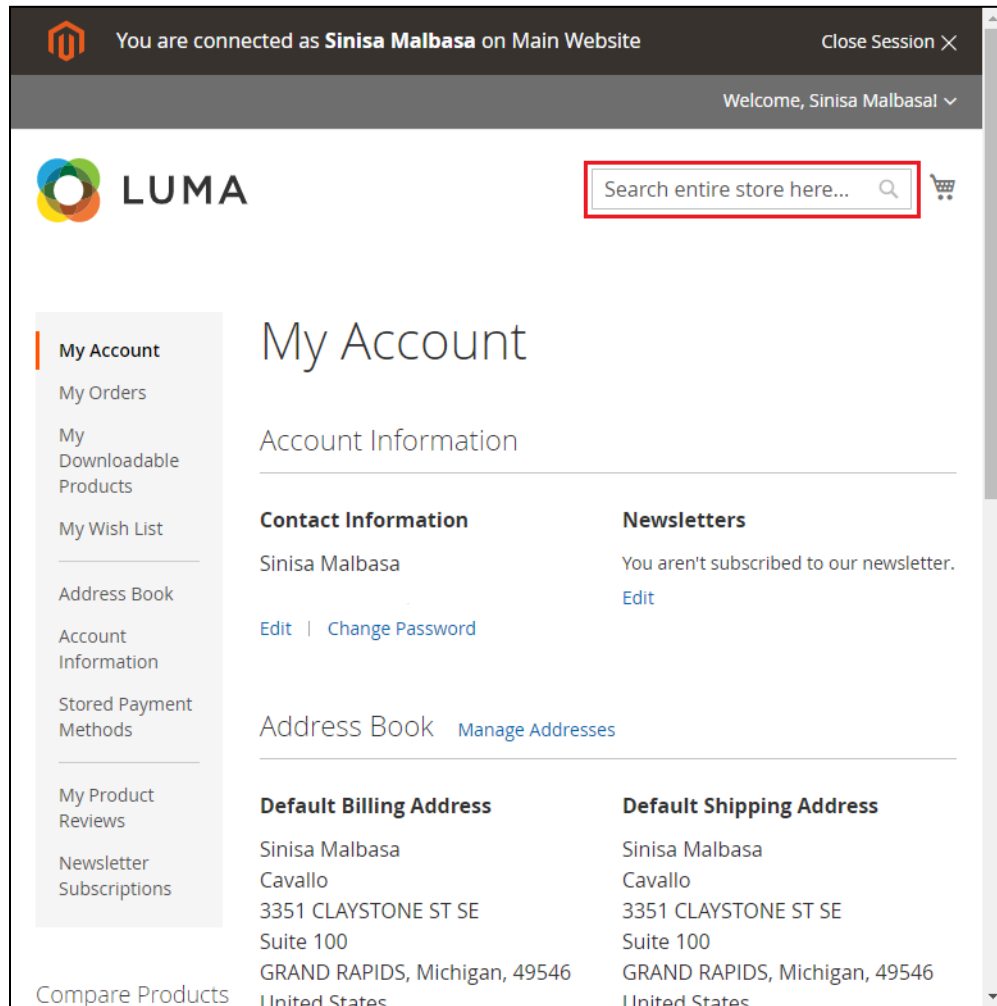 You are connected as Sinisa Malbasa on Main Website
Close Session
Welcome, Sinisa Malbasa!
LUMA
Search entire store here...
My Account
My Orders
My
Downloadable
Products
My Wish List
Address Book
Account
Information
Stored Payment
Methods
My Product
Reviews
Newsletter
Subscriptions
Compare Products
My Account
Account Information
Contact Information
Sinisa Malbasa
Edit | Change Password
Newsletters
You aren't subscribed to our newsletter.
Edit
Address Book Manage Addresses
Default Billing Address
Sinisa Malbasa
Cavallo
3351 CLAYSTONE ST SE
Suite 100
GRAND RAPIDS, Michigan, 49546
United States
Default Shipping Address
Sinisa Malbasa
Cavallo
3351 CLAYSTONE ST SE
Suite 100
GRAND RAPIDS, Michigan, 49546
United States